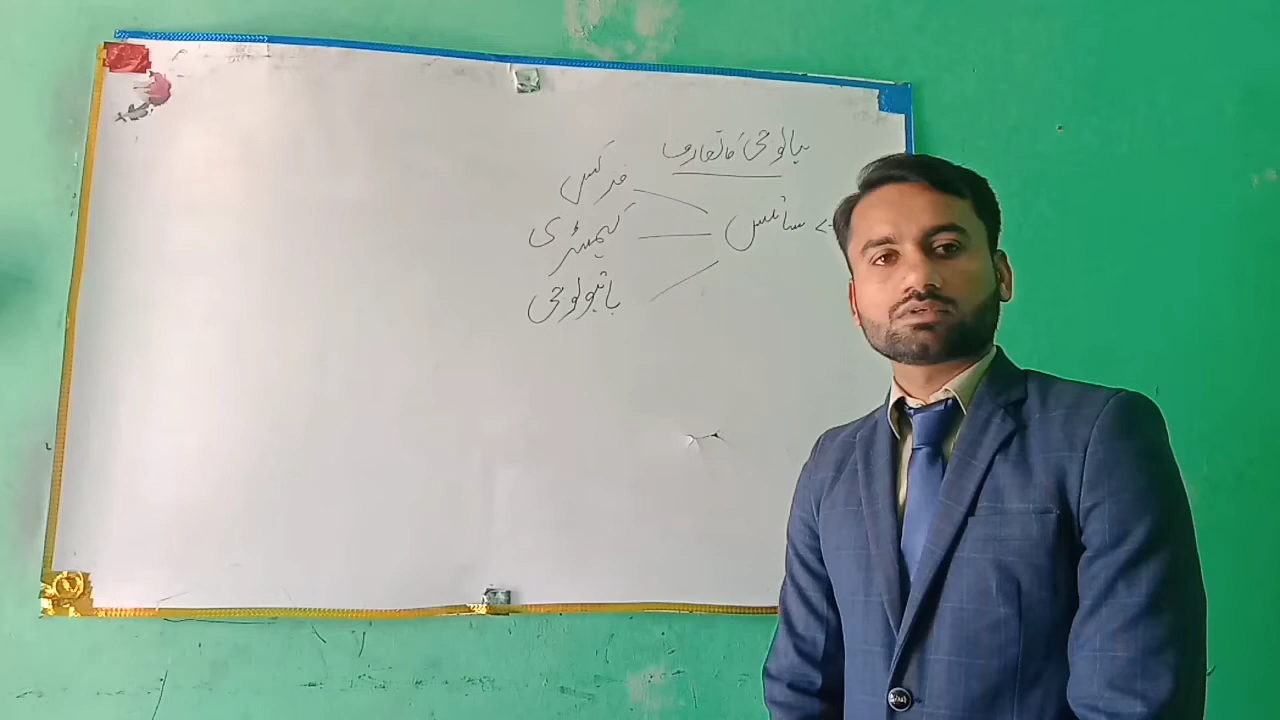 بیالوجی کا تعارف
سائنس
فزکس
کیمسٹری
بائیولوجی